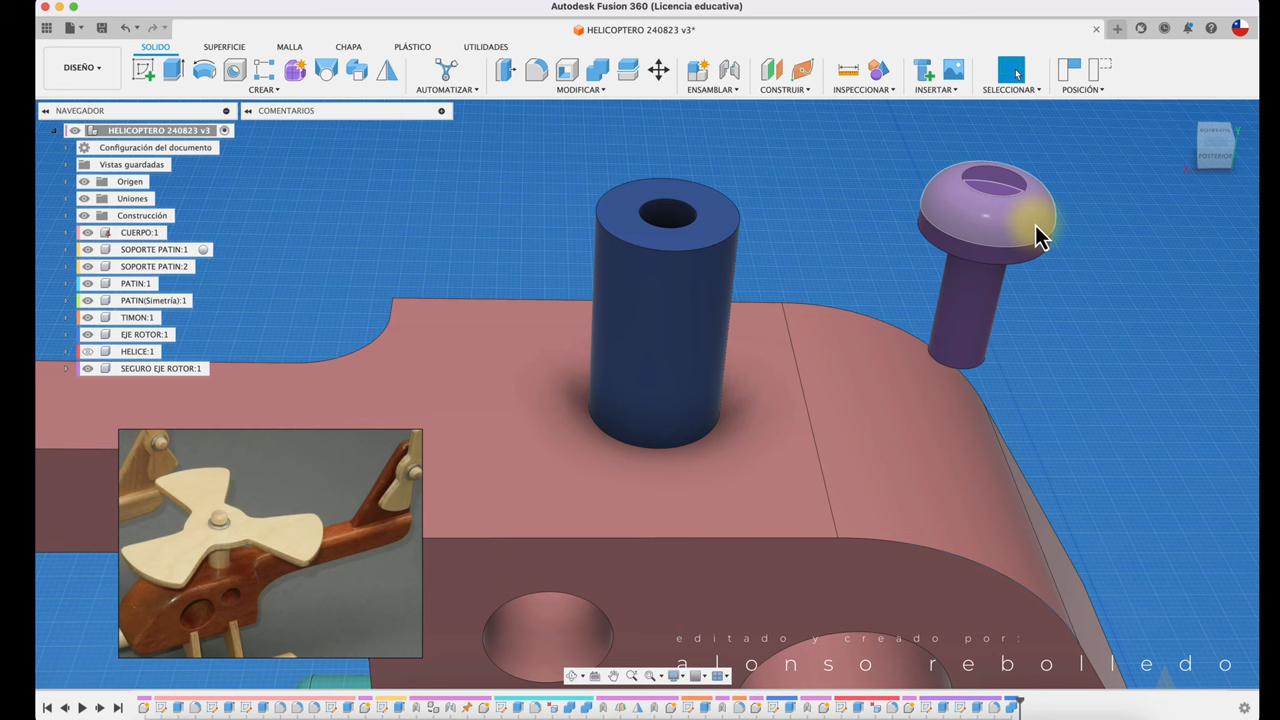 Autodesk Fusion 360 (Licencia educativa)
HELICOPTERO 240823 v3*
DISEÑO
SOLIDO SUPERFICIE MALLA CHAPA PLÁSTICO UTILIDADES
CREAR AUTOMATIZAR MODIFICAR ENSAMBLAR CONSTRUIR INSPECCIONAR INSERTAR SELECCIONAR POSICIÓN
NAVEGADOR COMENTARIOS
HELICOPTERO 240823 v3
Configuración del documento
Vistas guardadas
Origen
Uniones
Construcción
CUERPO:1
SOPORTE PATIN:1
SOPORTE PATIN:2
PATIN:1
PATIN(Simetría):1
TIMON:1
EJE ROTOR:1
HELICE:1
SEGURO EJE ROTOR:1
POSTERIOR
editado y creado por:
alonso rebolledo